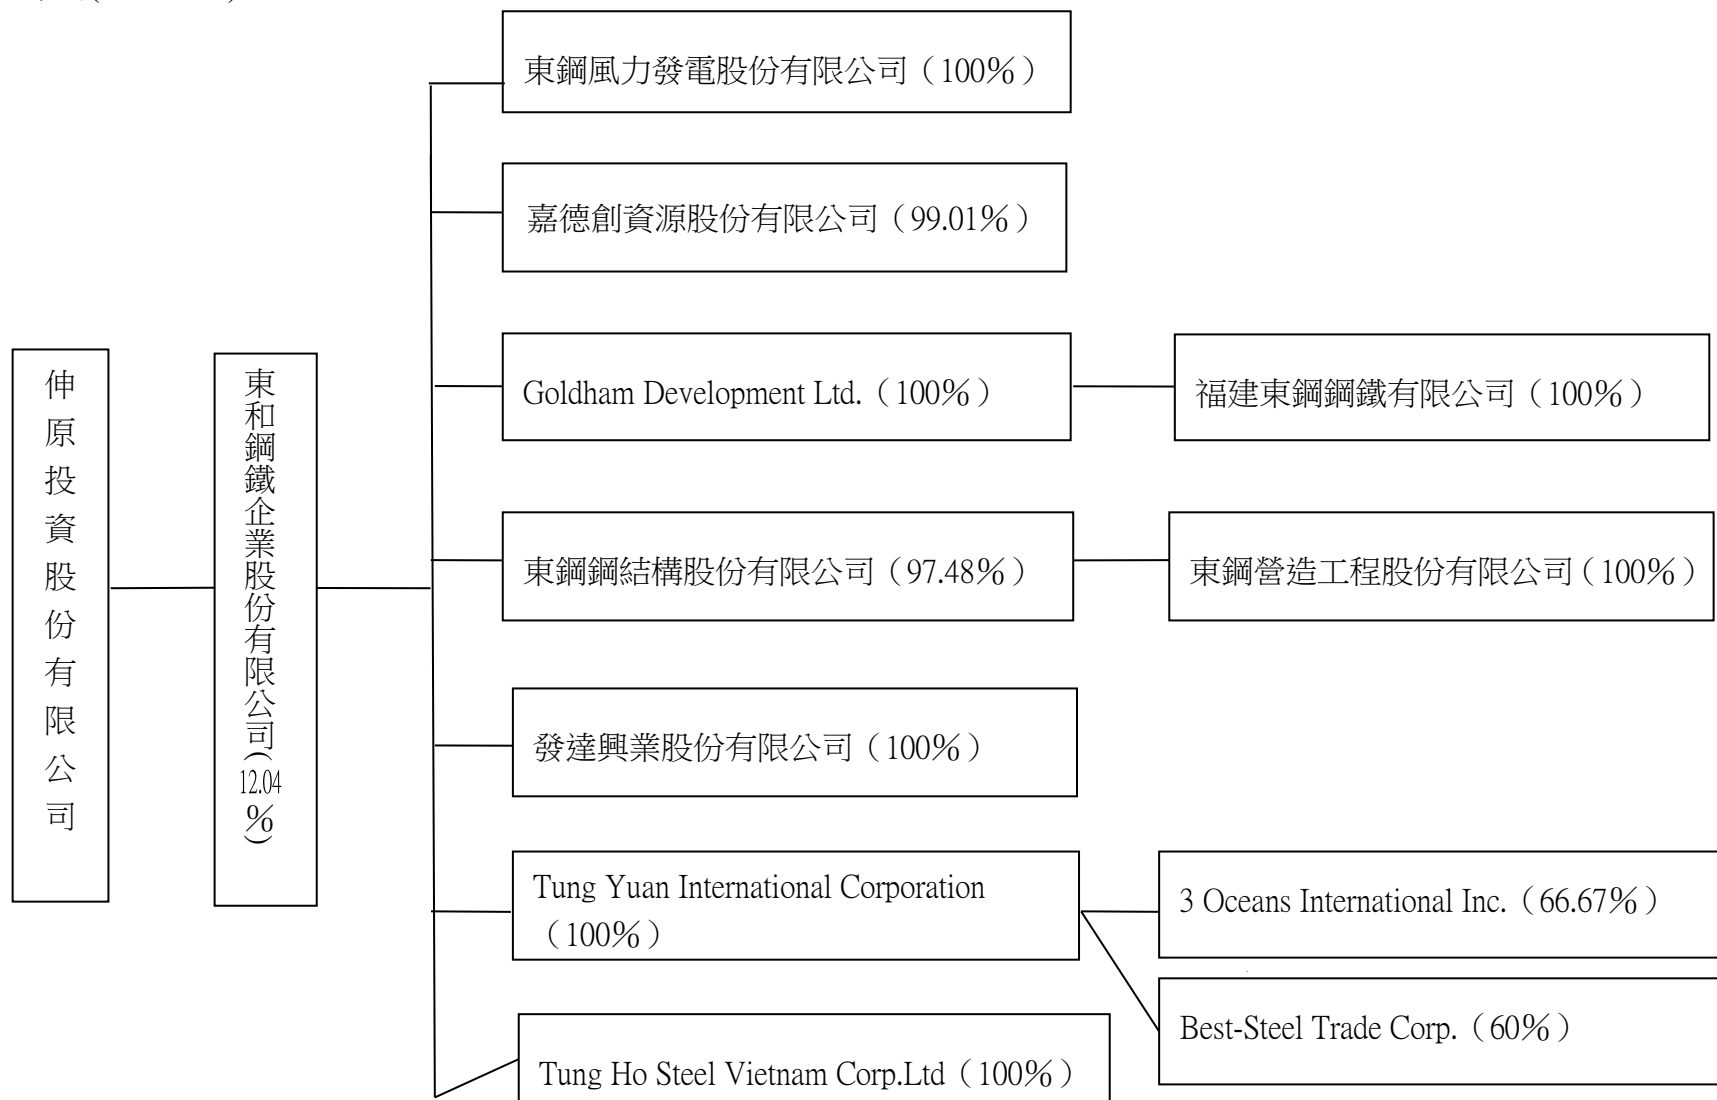 東鋼風力發電股份有限公司（100%）
嘉德創資源股份有限公司（99.01%）
伸原投資股份有限公司
東和鋼鐵企業股份有限公司(12.04%)
Goldham Development Ltd.（100%）
福建東鋼鋼鐵有限公司（100%）
東鋼鋼結構股份有限公司（97.48%）
東鋼營造工程股份有限公司（100%）
發達興業股份有限公司（100%）
Tung Yuan International Corporation
（100%）
3 Oceans International Inc.（66.67%）
Best-Steel Trade Corp.（60%）
Tung Ho Steel Vietnam Corp.Ltd（100%）